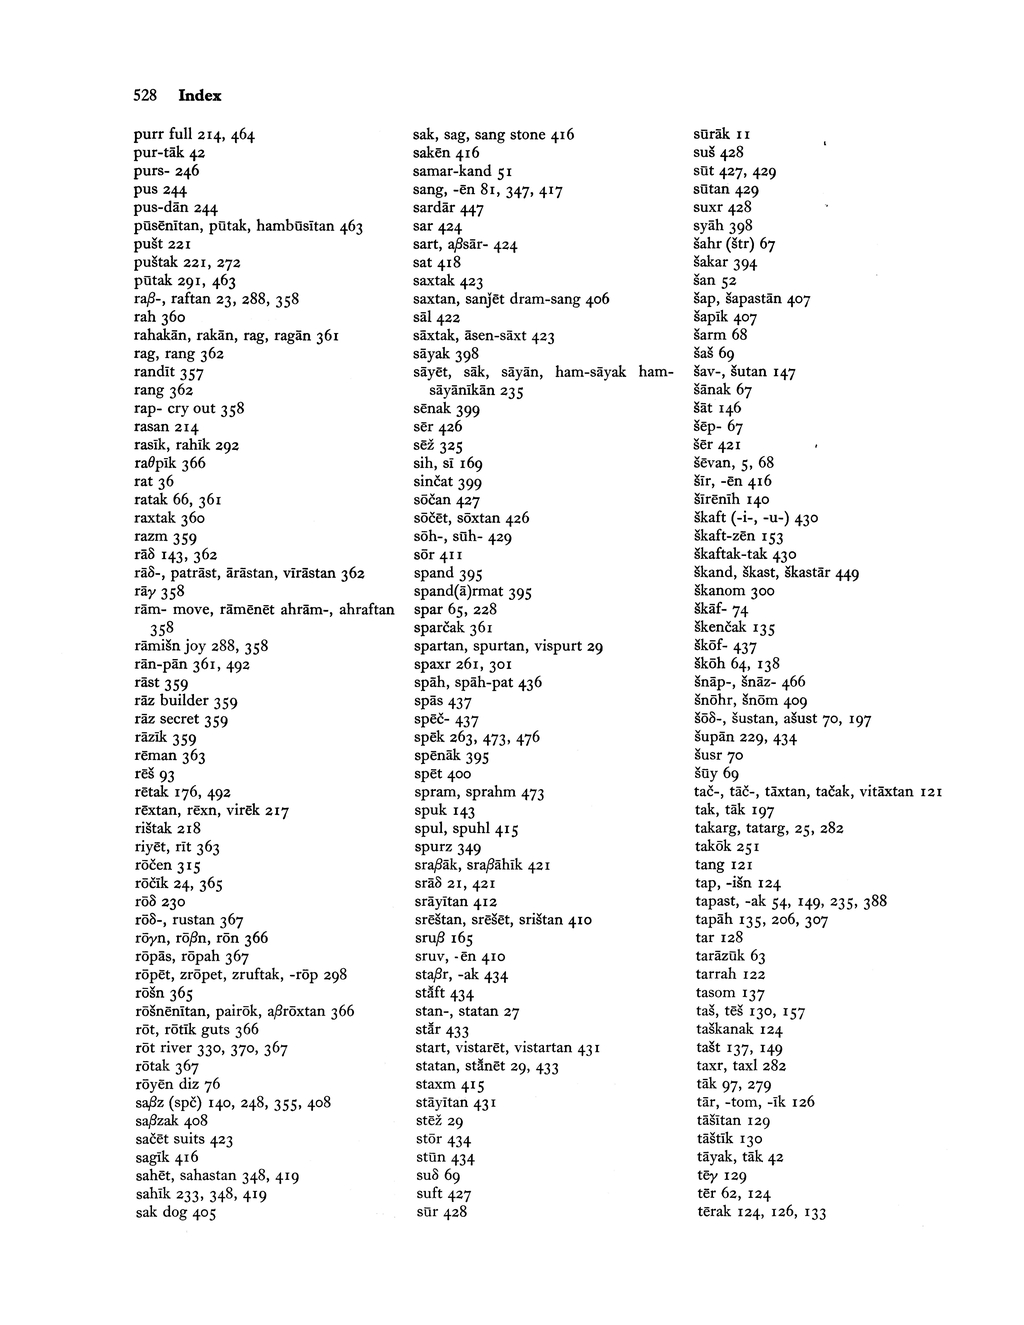 528 Index
purr full 214, 464
pur-tāk 42
purs- 246
pus 244
pus-dān 244
pūsēnītan, pūtak, hambūsītan 463
pušt 221
puštak 221, 272
pūtak 291, 463
raβ-, raftan 23, 288, 358
rah 360
rahakān, rakān, rag, ragān 361
rag, rang 362
randīt 357
rang 362
rap- cry out 358
rasan 214
rasīk, rahīk 292
raθpīk 366
rat 36
ratak 66, 361
raxtak 360
razm 359
rāδ 143, 362
rāδ-, patrāst, ārāstan, vīrāstan 362
rāγ 358
rām- move, rāmēnēt ahrām-, ahraftan
358
rāmišn joy 288, 358
rān-pān 361, 492
rāst 359
rāz builder 359
rāz secret 359
rāzīk 359
rēman 363
rēš 93
rētak 176, 492
rēxtan, rēxn, virēk 217
rištak 218
riyēt, rīt 363
rōčen 315
rōčīk 24, 365
rōδ 230
rōδ-, rustan 367
rōγn, rōβn, rōn 366
rōpās, rōpah 367
rōpēt, zrōpet, zruftak, -rōp 298
rōšn 365
rōšnēnītan, pairōk, aβrōxtan 366
rōt, rōtīk guts 366
rōt river 330, 370, 367
rōtak 367
rōyēn diz 76
saβz (spč) 140, 248, 355, 408
saβzak 408
sačēt suits 423
sagīk 416
sahēt, sahastan 348, 419
sahīk 233, 348, 419
sak dog 405
sak, sag, sang stone 416
sakēn 416
samar-kand 51
sang, -ēn 81, 347, 417
sardār 447
sar 424
sart, aβsār- 424
sat 418
saxtak 423
saxtan, sanǰēt dram-sang 406
sāl 422
sāxtak, āsen-sāxt 423
sāyak 398
sāyēt, sāk, sāyān, ham-sāyak ham-
sāyānīkān 235
sēnak 399
sēr 426
sēž 325
sih, sī 169
sinčat 399
sōčan 427
sōčēt, sōxtan 426
sōh-, sūh- 429
sōr 411
spand 395
spand(ā)rmat 395
spar 65, 228
sparčak 361
spartan, spurtan, vispurt 29
spaxr 261, 301
spāh, spāh-pat 436
spās 437
spēč- 437
spēk 263, 473, 476
spēnāk 395
spēt 400
spram, sprahm 473
spuk 143
spul, spuhl 415
spurz 349
sraβāk, sraβāhīk 421
srāδ 21, 421
srāyītan 412
srēštan, srēšēt, srištan 410
sruβ 165
sruv, -ēn 410
staβr, -ak 434
stăft 434
stan-, statan 27
stăr 433
start, vistarēt, vistartan 431
statan, stănēt 29, 433
staxm 415
stāyītan 431
stēž 29
stōr 434
stūn 434
suδ 69
suft 427
sūr 428
sūrāk 11
suš 428
sūt 427, 429
sūtan 429
suxr 428
syāh 398
šahr (štr) 67
šakar 394
šan 52
šap, šapastān 407
šapīk 407
šarm 68
šaš 69
šav-, šutan 147
šānak 67
šāt 146
šēp- 67
šēr 421
šēvan, 5, 68
šīr, -ēn 416
šīrēnīh 140
škaft (-i-, -u-) 430
škaft-zēn 153
škaftak-tak 430
škand, škast, škastār 449
škanom 300
škāf- 74
škenčak 135
škōf- 437
škōh 64, 138
šnāp-, šnāz- 466
šnōhr, šnōm 409
šōδ-, šustan, ašust 70, 197
šupān 229, 434
šusr 70
šūy 69
tač-, tāč-, tāxtan, tačak, vitāxtan 121
tak, tāk 197
takarg, tatarg, 25, 282
takōk 251
tang 121
tap, -išn 124
tapast, -ak 54, 149, 235, 388
tapāh 135, 206, 307
tar 128
tarāzūk 63
tarrah 122
tasom 137
taš, tēš 130, 157
taškanak 124
tašt 137, 149
taxr, taxl 282
tāk 97, 279
tār, -tom, -īk 126
tāšītan 129
tāštīk 130
tāyak, tāk 42
tēγ 129
tēr 62, 124
tērak 124, 126, 133